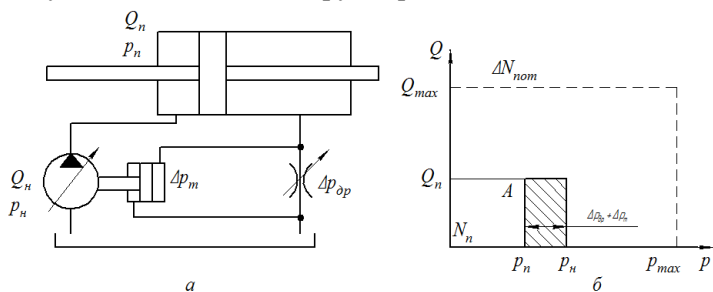 Qп
pп
Qн
pн
Δpт
Δpдр
а
Q
Qmax
ΔNпот
Qп
A
Δpдр + Δpп
Nп
pп
pн
pmax
p
б